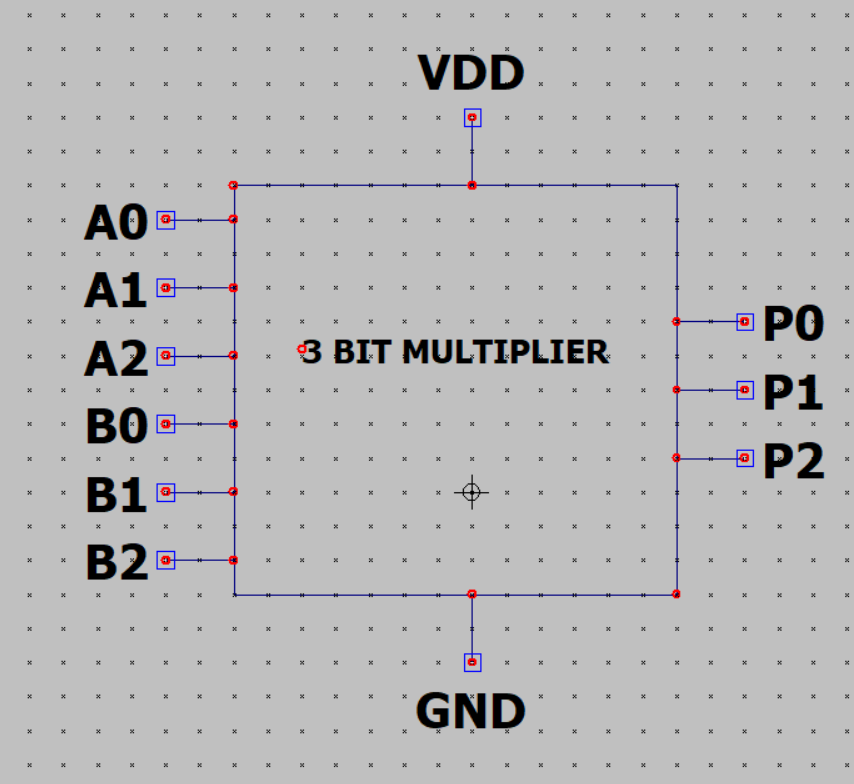 VDD
A0
A1
A2
B0
B1
B2
3 BIT MULTIPLIER
P0
P1
P2
GND